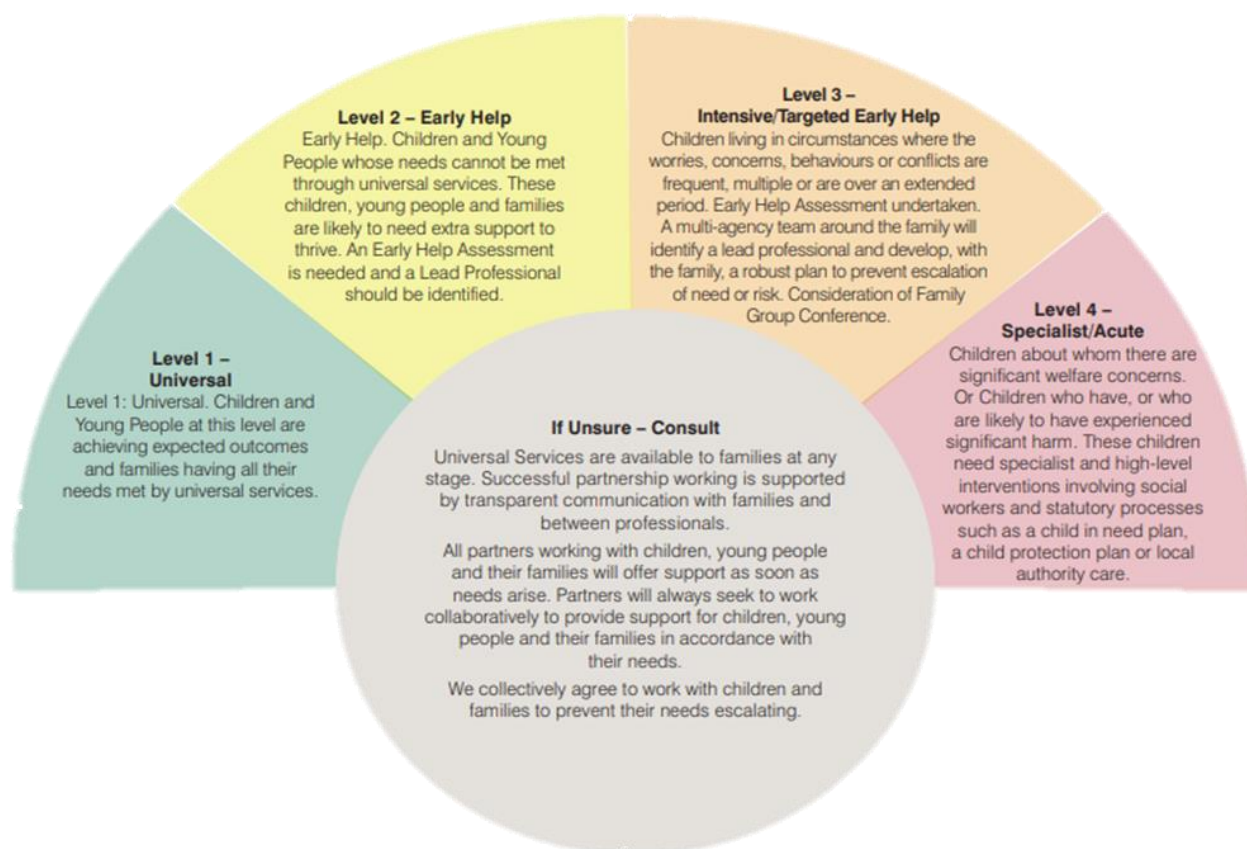 Level 1 –
Universal
Level 1: Universal. Children and
Young People at this level are
achieving expected outcomes
and families having all their
needs met by universal services.
Level 2 – Early Help
Early Help. Children and Young
People whose needs cannot be met
through universal services. These
children, young people and families
are likely to need extra support to
thrive. An Early Help Assessment
is needed and a Lead Professional
should be identified.
Level 3 –
Intensive/Targeted Early Help
Children living in circumstances where the
worries, concerns, behaviours or conflicts are
frequent, multiple or are over an extended
period. Early Help Assessment undertaken.
A multi-agency team around the family will
identify a lead professional and develop, with
the family, a robust plan to prevent escalation
of need or risk. Consideration of Family
Group Conference.
Level 4 –
Specialist/Acute
Children about whom there are
significant welfare concerns.
Or Children who have, or who
are likely to have experienced
significant harm. These children
need specialist and high-level
interventions involving social
workers and statutory processes
such as a child in need plan,
a child protection plan or local
authority care.
If Unsure – Consult
Universal Services are available to families at any
stage. Successful partnership working is supported
by transparent communication with families and
between professionals.
All partners working with children, young people
and their families will offer support as soon as
needs arise. Partners will always seek to work
collaboratively to provide support for children, young
people and their families in accordance with
their needs.
We collectively agree to work with children and
families to prevent their needs escalating.